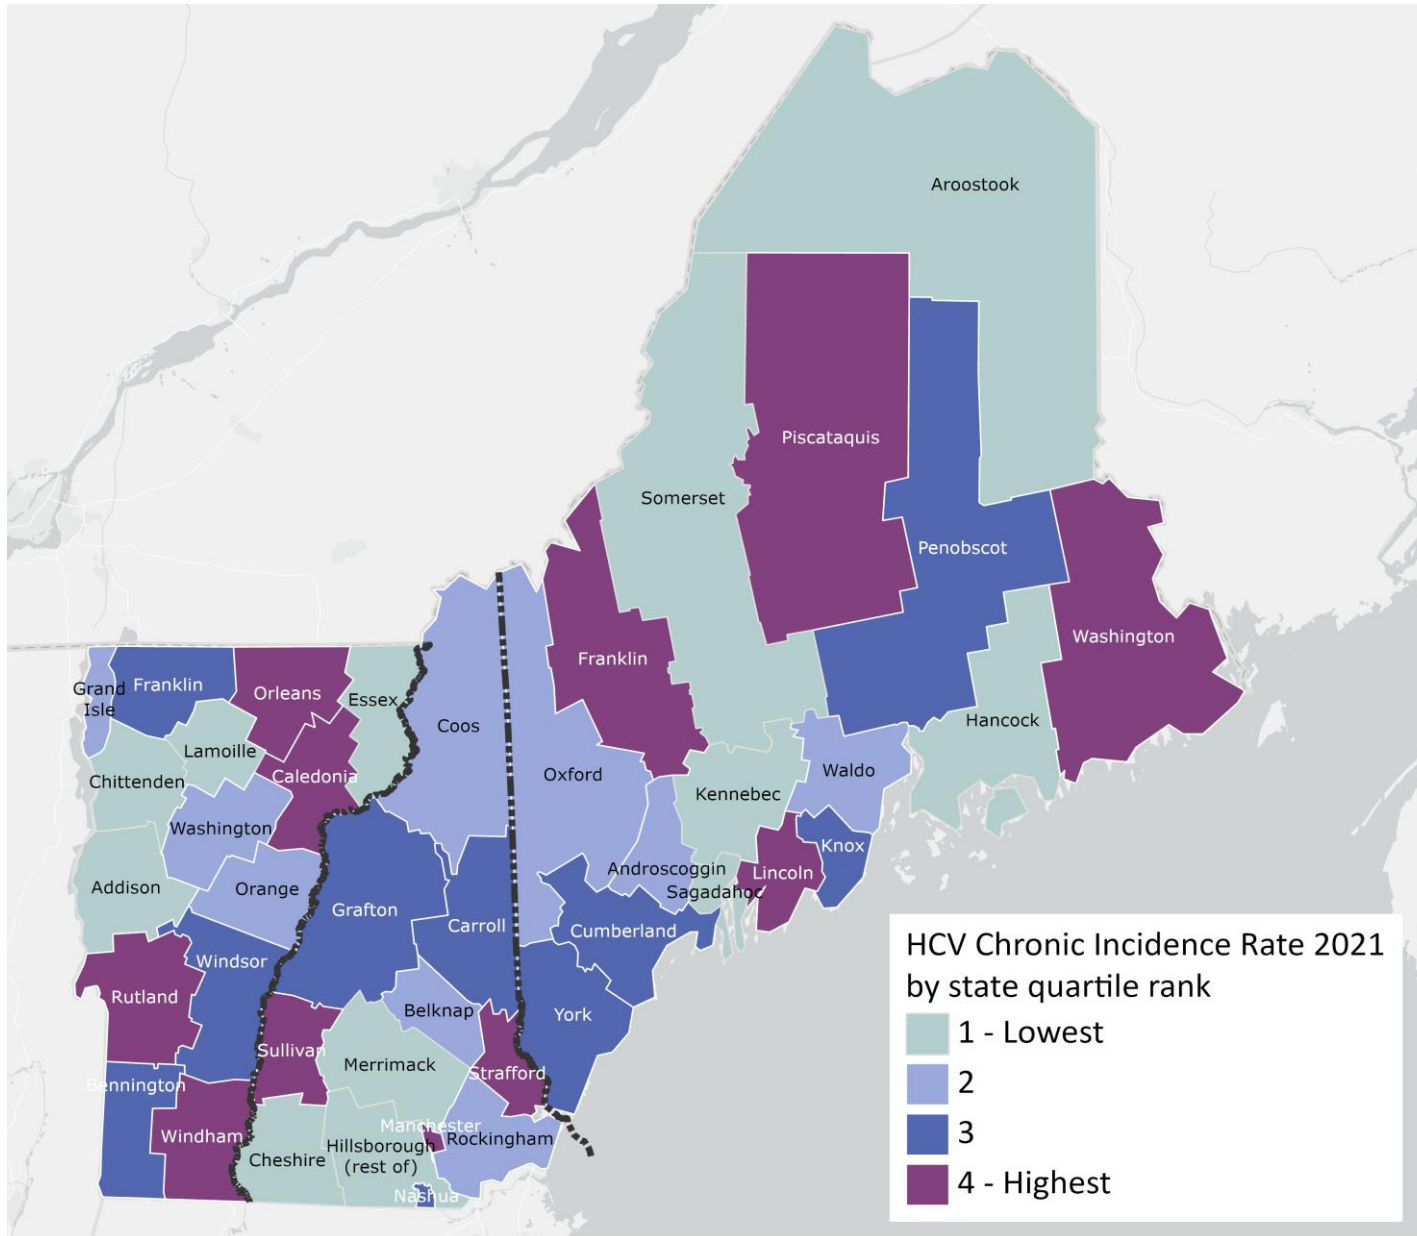 Aroostook
Piscataquis
Somerset
Penobscot
Washington
Franklin
Hancock
Grand
Isle
Franklin
Orleans
Essex
Coos
Lamoille
Chittenden
Caledonia
Oxford
Waldo
Kennebec
Washington
Knox
Androscoggin
Lincoln
Addison
Orange
Sagadahoc
Grafton
Carroll
Cumberland
Windsor
Rutland
Belknap
York
Sullivan
Merrimack
Strafford
Bennington
Manchester
Windham
Rockingham
Hillsborough
(rest of)
Cheshire
Nashua
HCV Chronic Incidence Rate 2021
by state quartile rank
1 - Lowest
2
3
4 - Highest